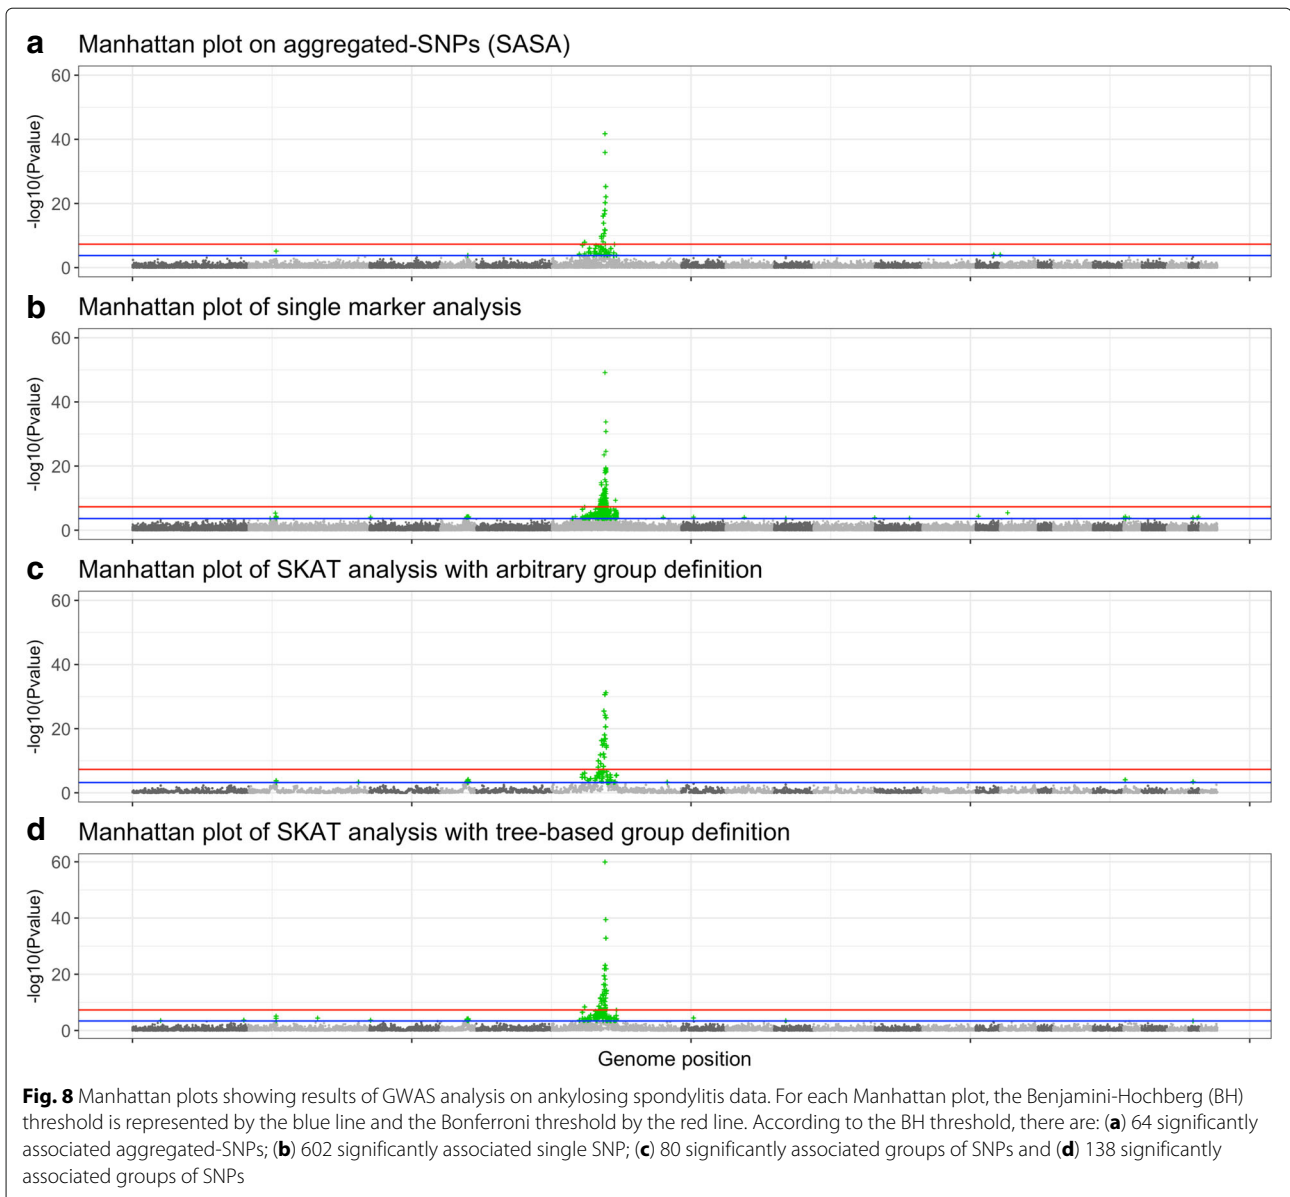 a Manhattan plot on aggregated-SNPs (SASA)
60
40
20
0
-log10(Pvalue)
b Manhattan plot of single marker analysis
60
40
20
0
-log10(Pvalue)
c Manhattan plot of SKAT analysis with arbitrary group definition
60
40
20
0
-log10(Pvalue)
d Manhattan plot of SKAT analysis with tree-based group definition
60
40
20
0
-log10(Pvalue)
Genome position
Fig. 8 Manhattan plots showing results of GWAS analysis on ankylosing spondylitis data. For each Manhattan plot, the Benjamini-Hochberg (BH)
threshold is represented by the blue line and the Bonferroni threshold by the red line. According to the BH threshold, there are: (a) 64 significantly
associated aggregated-SNPs; (b) 602 significantly associated single SNP; (c) 80 significantly associated groups of SNPs and (d) 138 significantly
associated groups of SNPs